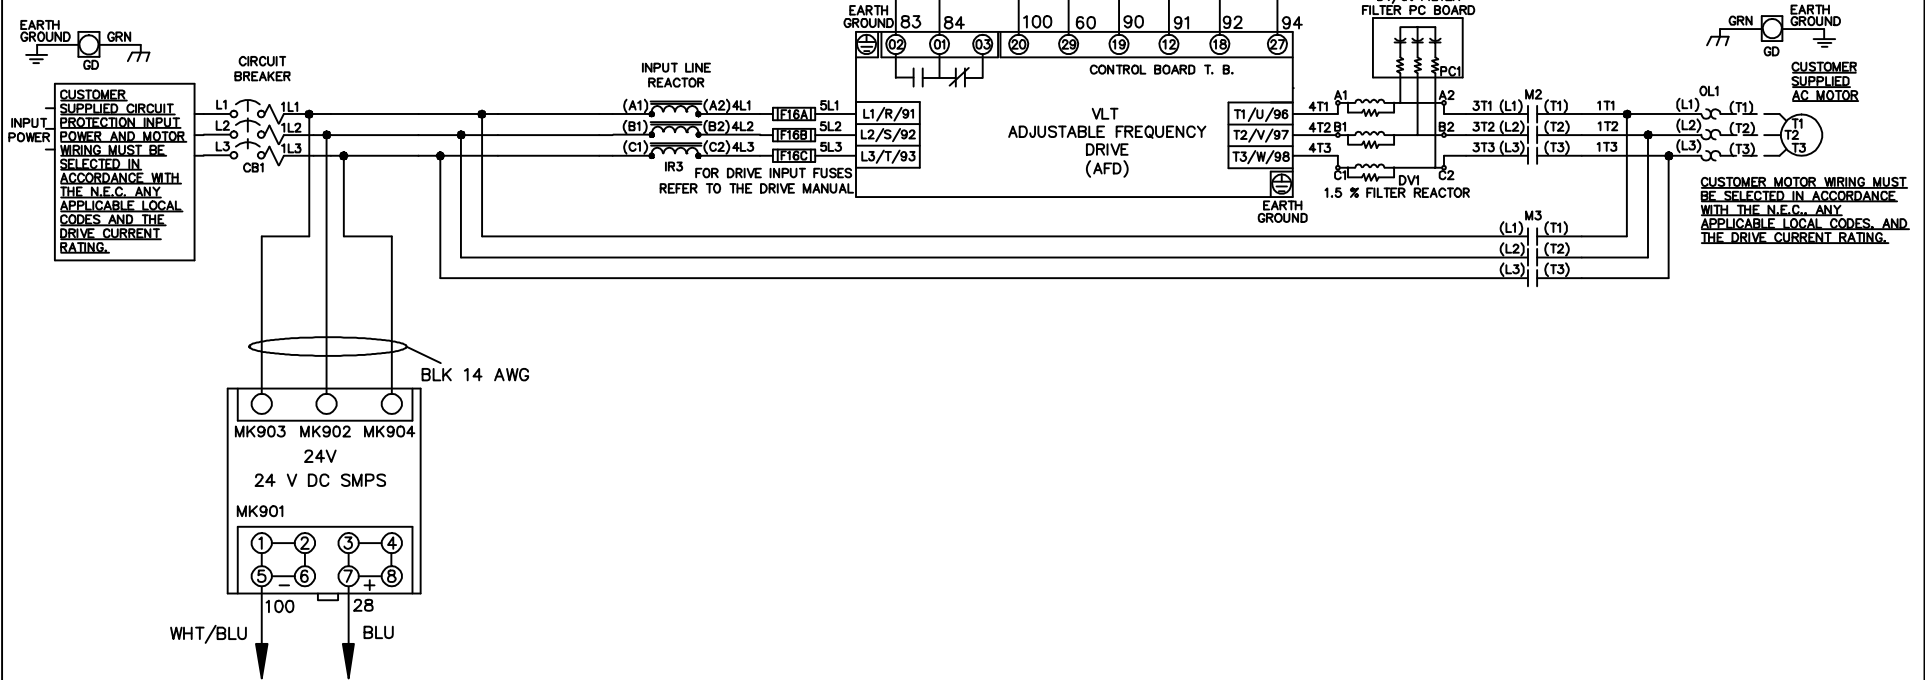 EARTH
GROUND
GRN
GD
CIRCUIT
BREAKER
INPUT
POWER
CUSTOMER
SUPPLIED CIRCUIT
PROTECTION INPUT
POWER AND MOTOR
WIRING MUST BE
SELECTED IN
ACCORDANCE WITH
THE N.E.C. ANY
APPLICABLE LOCAL
CODES AND THE
DRIVE CURRENT
RATING.
L1 1L1
L2 1L2
L3 1L3
CB1
INPUT LINE
REACTOR
(A1) (A2) 4L1 F16A 5L1
(B1) (B2) 4L2 F16B 5L2
(C1) (C2) 4L3 F16C 5L3
IR3
FOR DRIVE INPUT FUSES
REFER TO THE DRIVE MANUAL
EARTH
GROUND
83 84 100 60 90 91 92 94
02 01 03 20 29 19 12 18 27
CONTROL BOARD T. B.
L1/R/91
L2/S/92
L3/T/93
VLT
ADJUSTABLE FREQUENCY
DRIVE
(AFD)
T1/U/96
T2/V/97
T3/W/98
EARTH
GROUND
FILTER PC BOARD
PC1
4T1 A1 A2
4T2 B1 B2
4T3 C1 C2
DV1
1.5 % FILTER REACTOR
M2
3T1 (L1) (T1) 1T1
3T2 (L2) (T2) 1T2
3T3 (L3) (T3) 1T3
M3
(L1) (T1)
(L2) (T2)
(L3) (T3)
OL1
(L1) (T1)
(L2) (T2)
(L3) (T3)
T1
T2
T3
GRN
GD
EARTH
GROUND
CUSTOMER
SUPPLIED
AC MOTOR
CUSTOMER MOTOR WIRING MUST
BE SELECTED IN ACCORDANCE
WITH THE N.E.C., ANY
APPLICABLE LOCAL CODES, AND
THE DRIVE CURRENT RATING.
BLK 14 AWG
MK903 MK902 MK904
24V
24 V DC SMPS
MK901
1 2 3 4
5 6 7 8
− +
100 28
WHT/BLU BLU